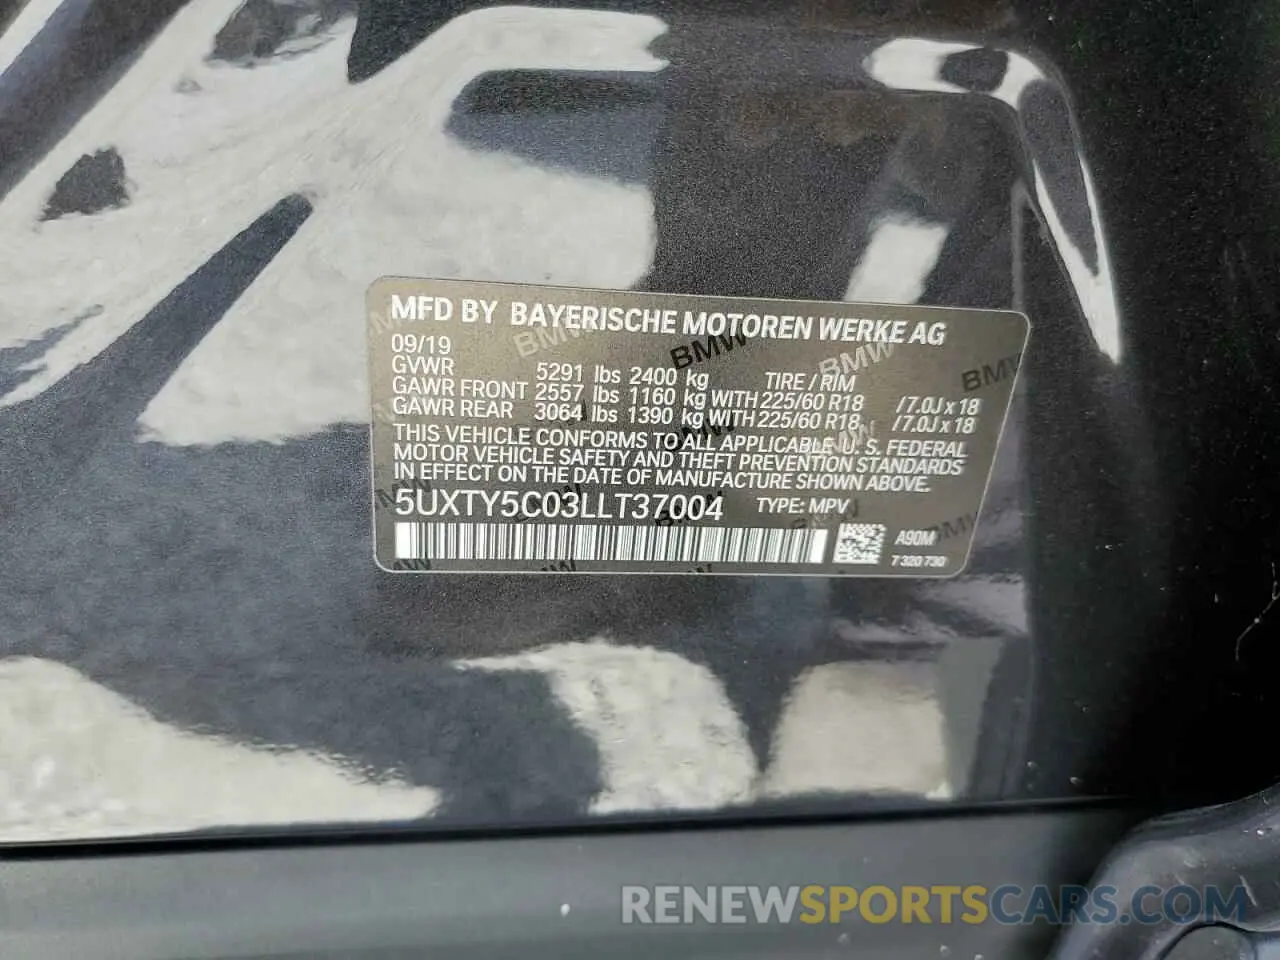 MFD BY BAYERISCHE MOTOREN WERKE AG
09/19
GVWR 5291 lbs 2400 kg TIRE / RIM
GAWR FRONT 2557 lbs 1160 kg WITH 225/60 R18 / 7.0J x 18
GAWR REAR 3064 lbs 1390 kg WITH 225/60 R18 / 7.0J x 18
THIS VEHICLE CONFORMS TO ALL APPLICABLE U. S. FEDERAL
MOTOR VEHICLE SAFETY AND THEFT PREVENTION STANDARDS
IN EFFECT ON THE DATE OF MANUFACTURE SHOWN ABOVE.
5UXTY5C03LLT37004 TYPE: MPV
A90M
7 320 730
RENEWSPORTSCARS.COM